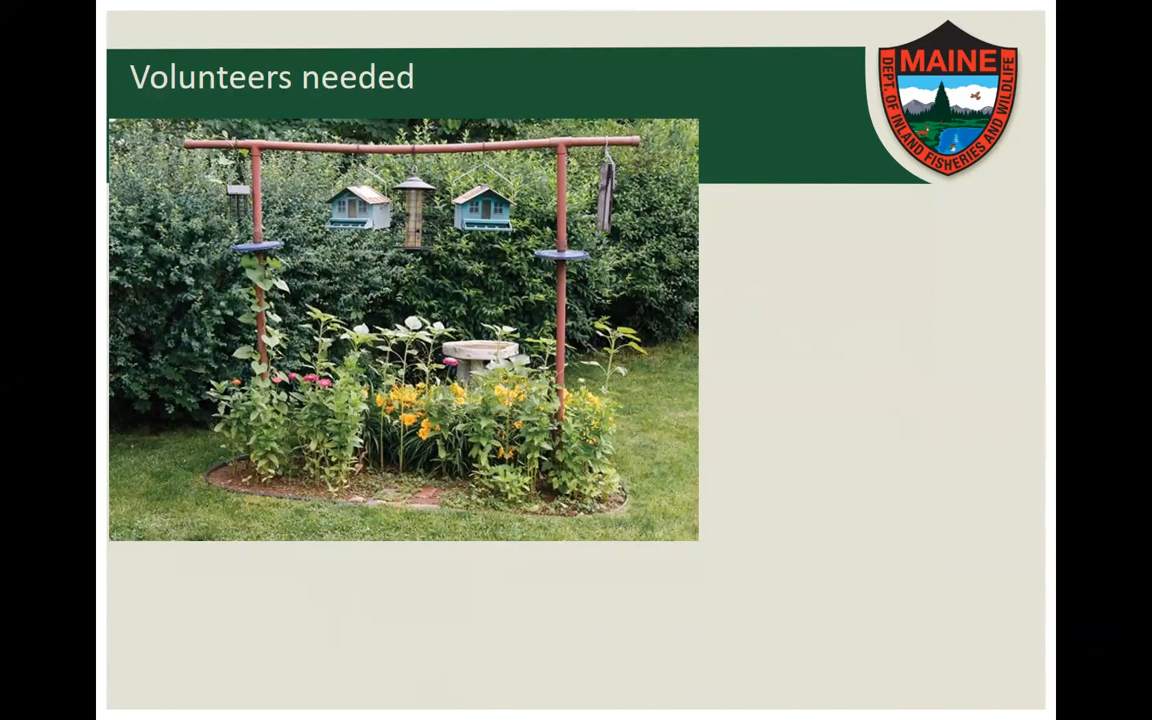 Volunteers needed
MAINE
DEPT. OF INLAND FISHERIES AND WILDLIFE